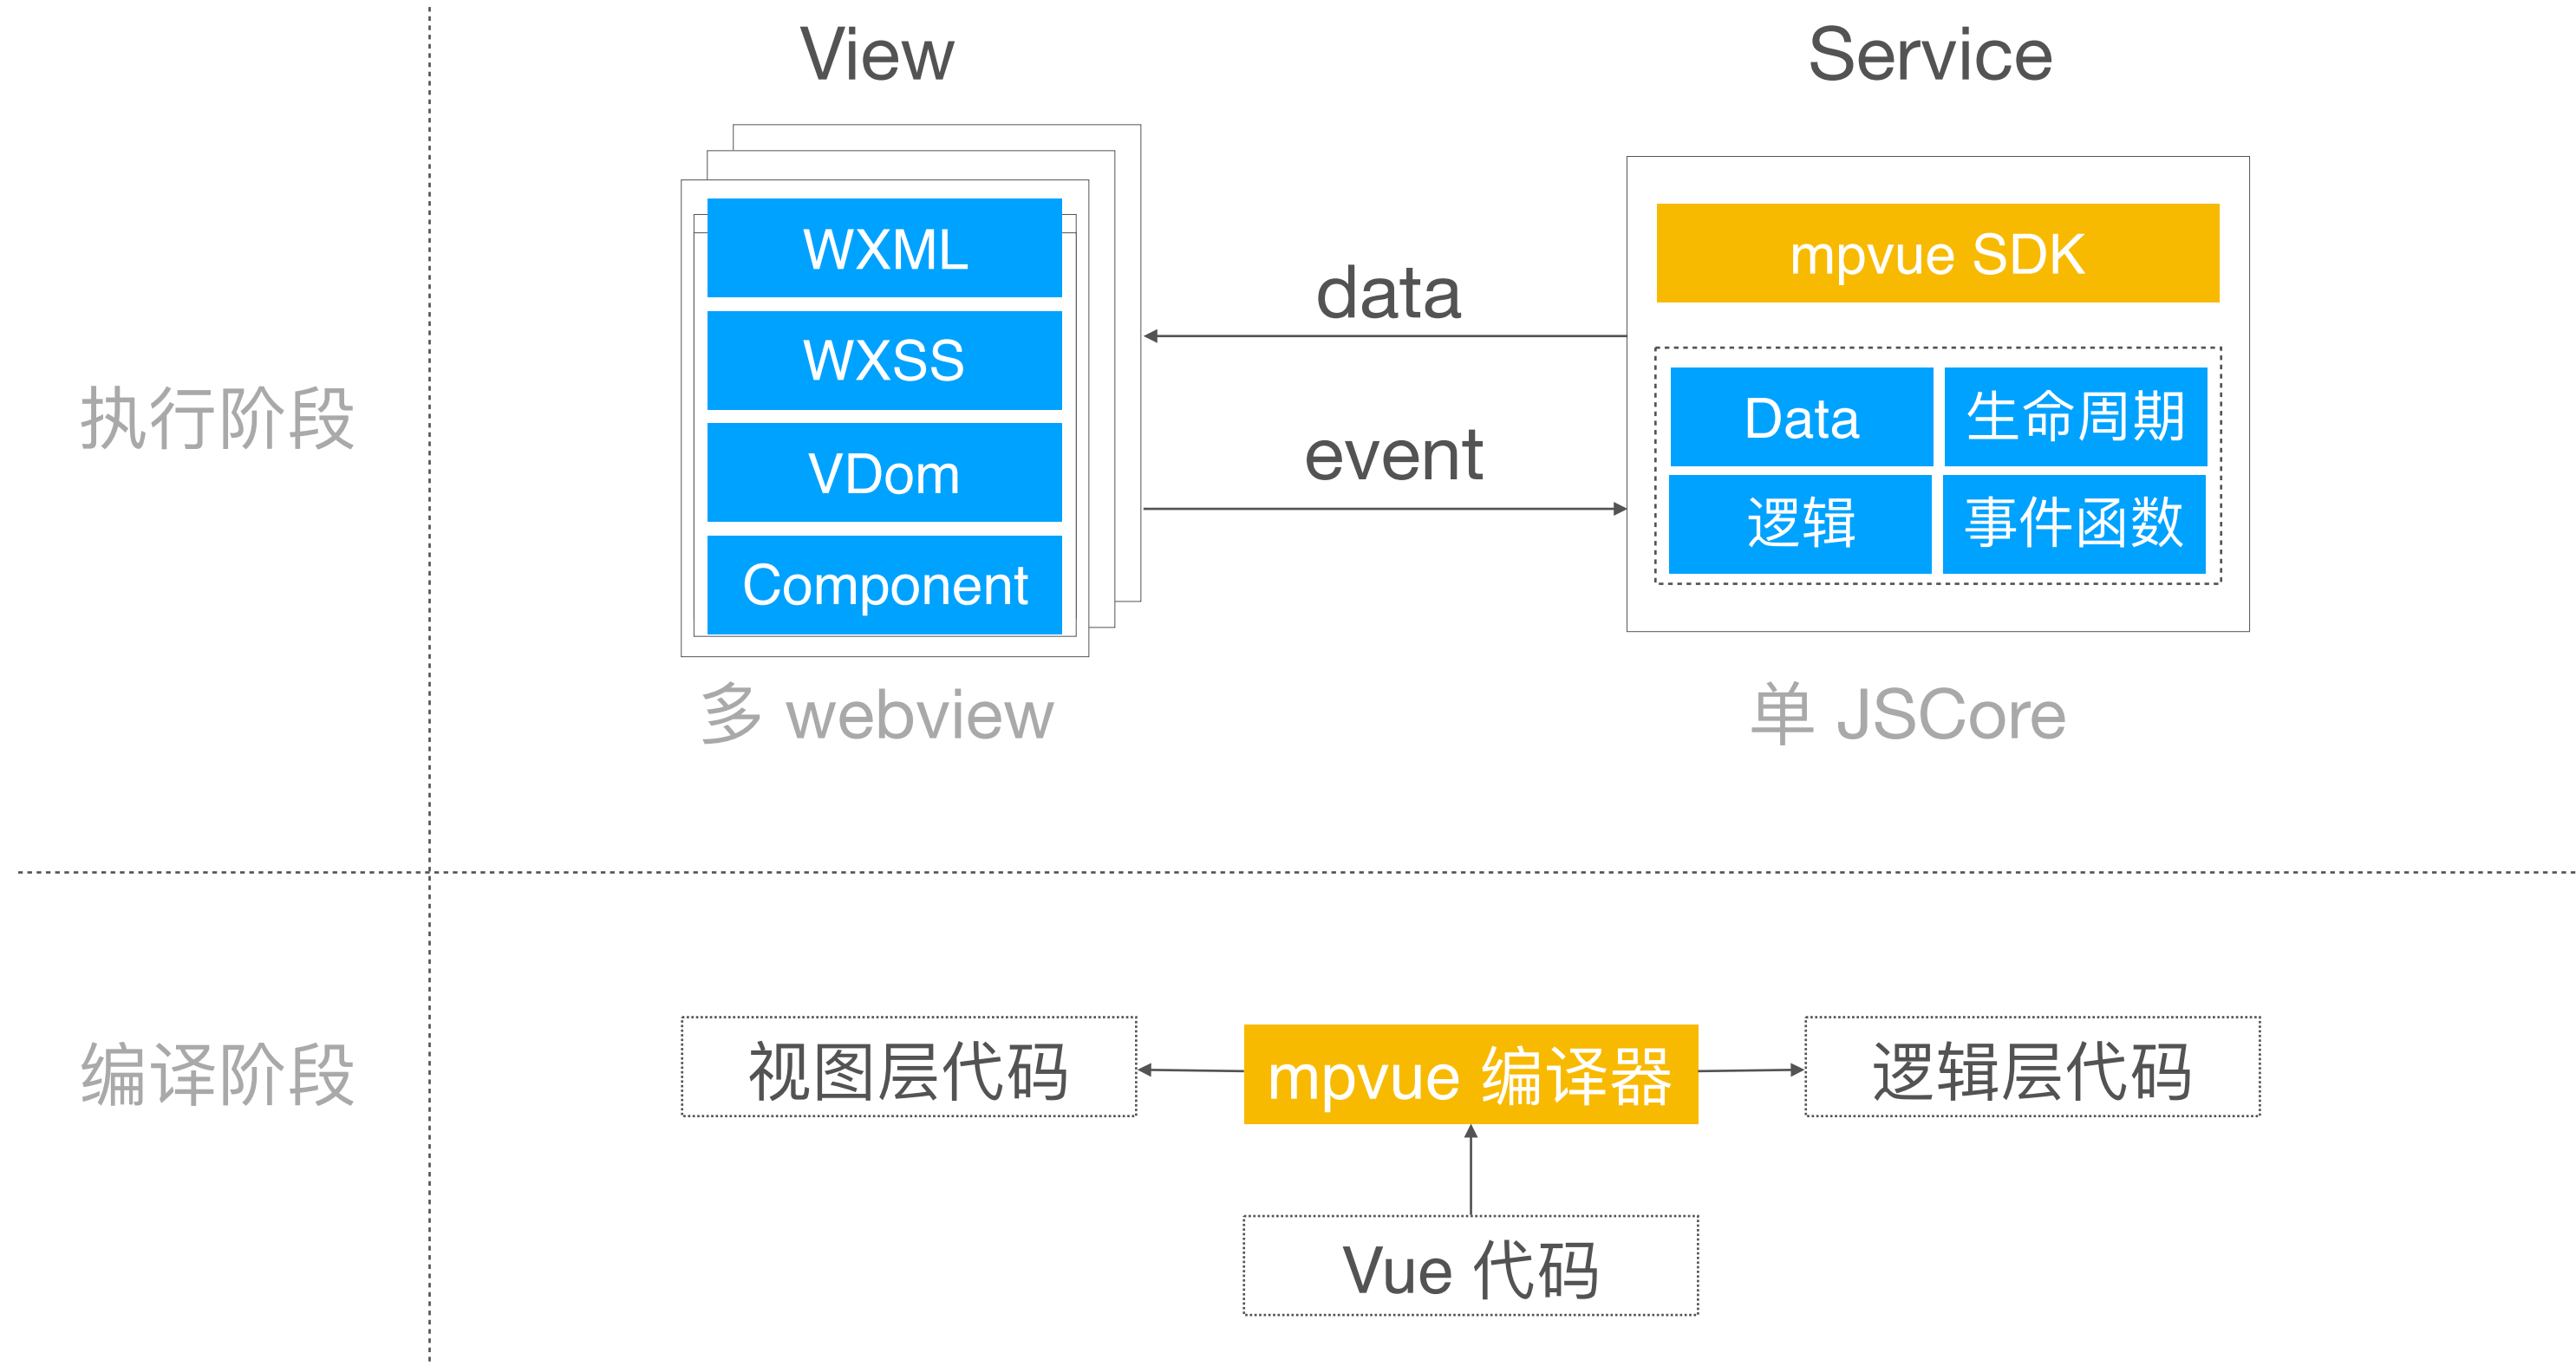 View
Service
WXML
WXSS
VDom
Component
data
event
mpvue SDK
Data
生命周期
逻辑
事件函数
执行阶段
多 webview
单 JSCore
编译阶段
视图层代码
mpvue 编译器
逻辑层代码
Vue 代码